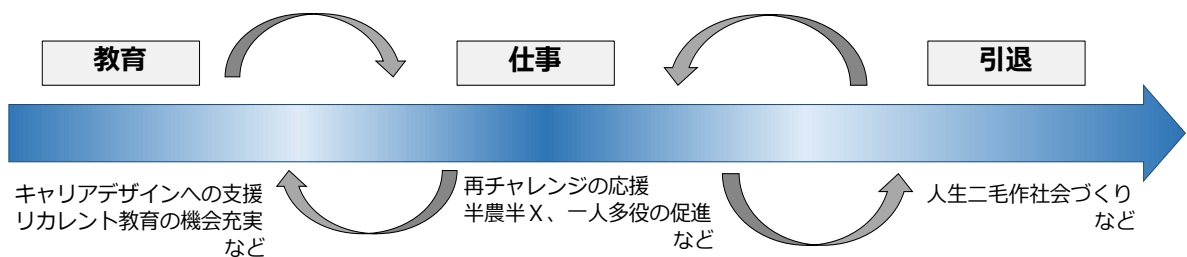 教育
仕事
引退
キャリアデザインへの支援
リカレント教育の機会充実
など
再チャレンジの応援
半農半Ｘ、一人多役の促進
など
人生二毛作社会づくり
など